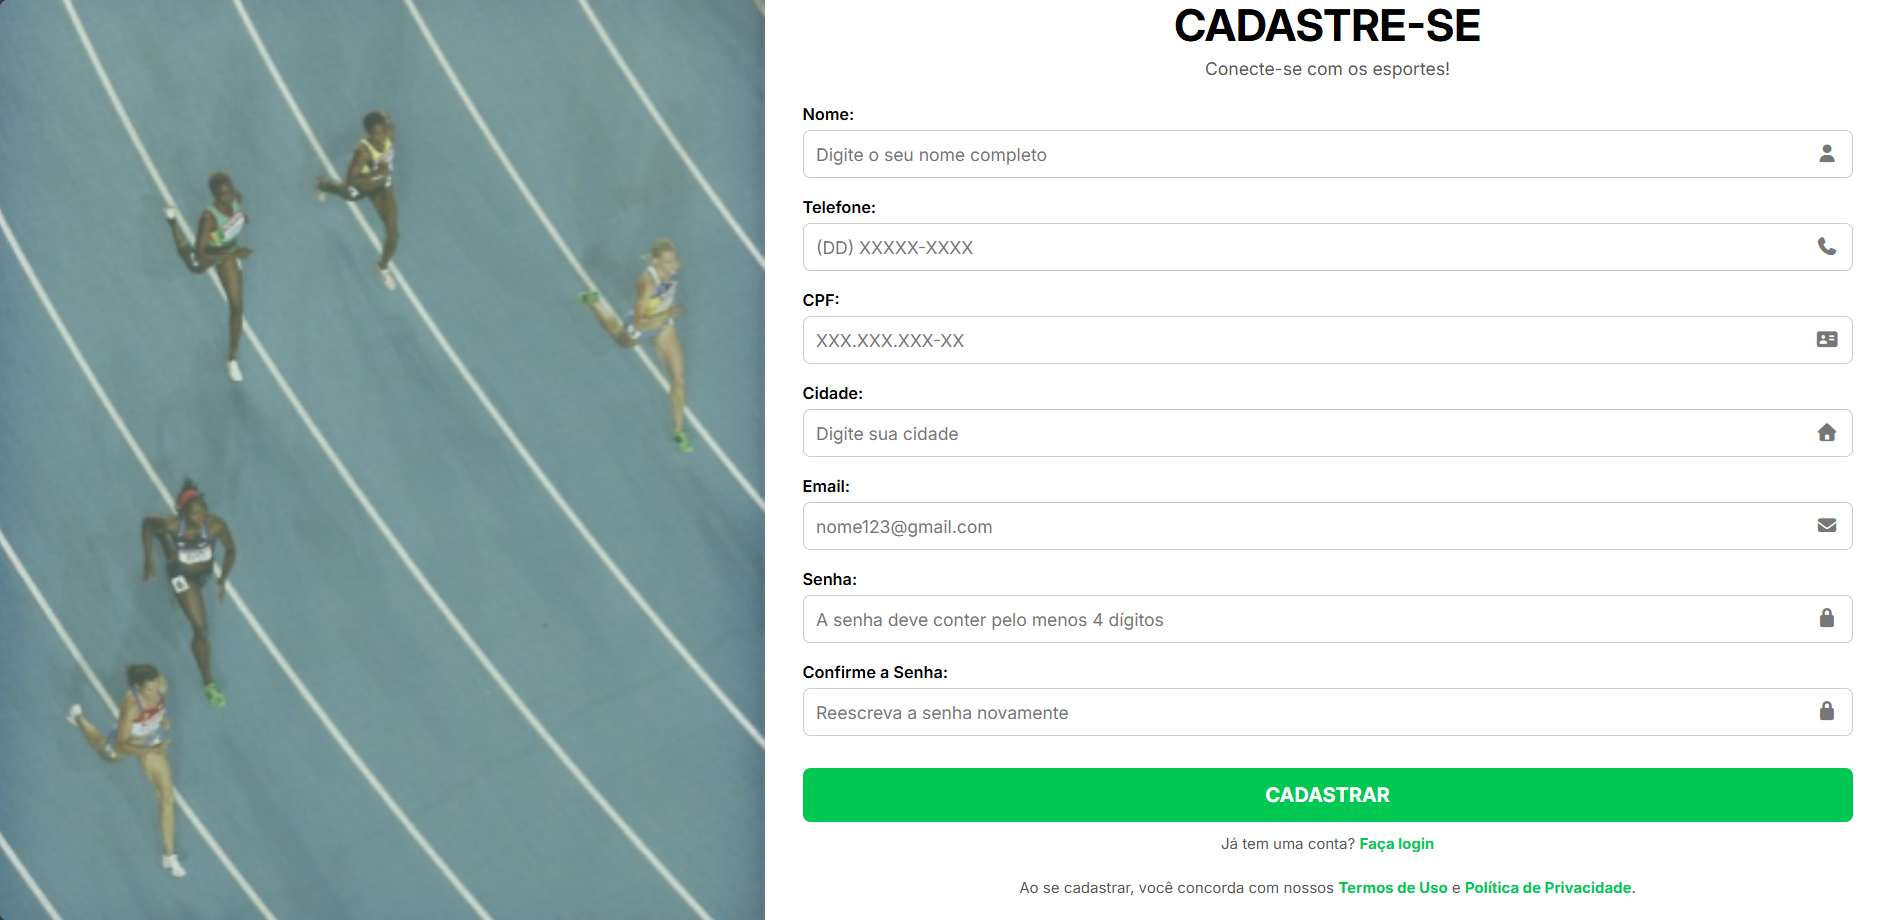 CADASTRE-SE
Conecte-se com os esportes!
Nome:
Digite o seu nome completo
Telefone:
(DD) XXXXX-XXXX
CPF:
XXX.XXX.XXX-XX
Cidade:
Digite sua cidade
Email:
nome123@gmail.com
Senha:
A senha deve conter pelo menos 4 dígitos
Confirme a Senha:
Reescreva a senha novamente
CADASTRAR
Já tem uma conta? Faça login
Ao se cadastrar, você concorda com nossos Termos de Uso e Política de Privacidade.